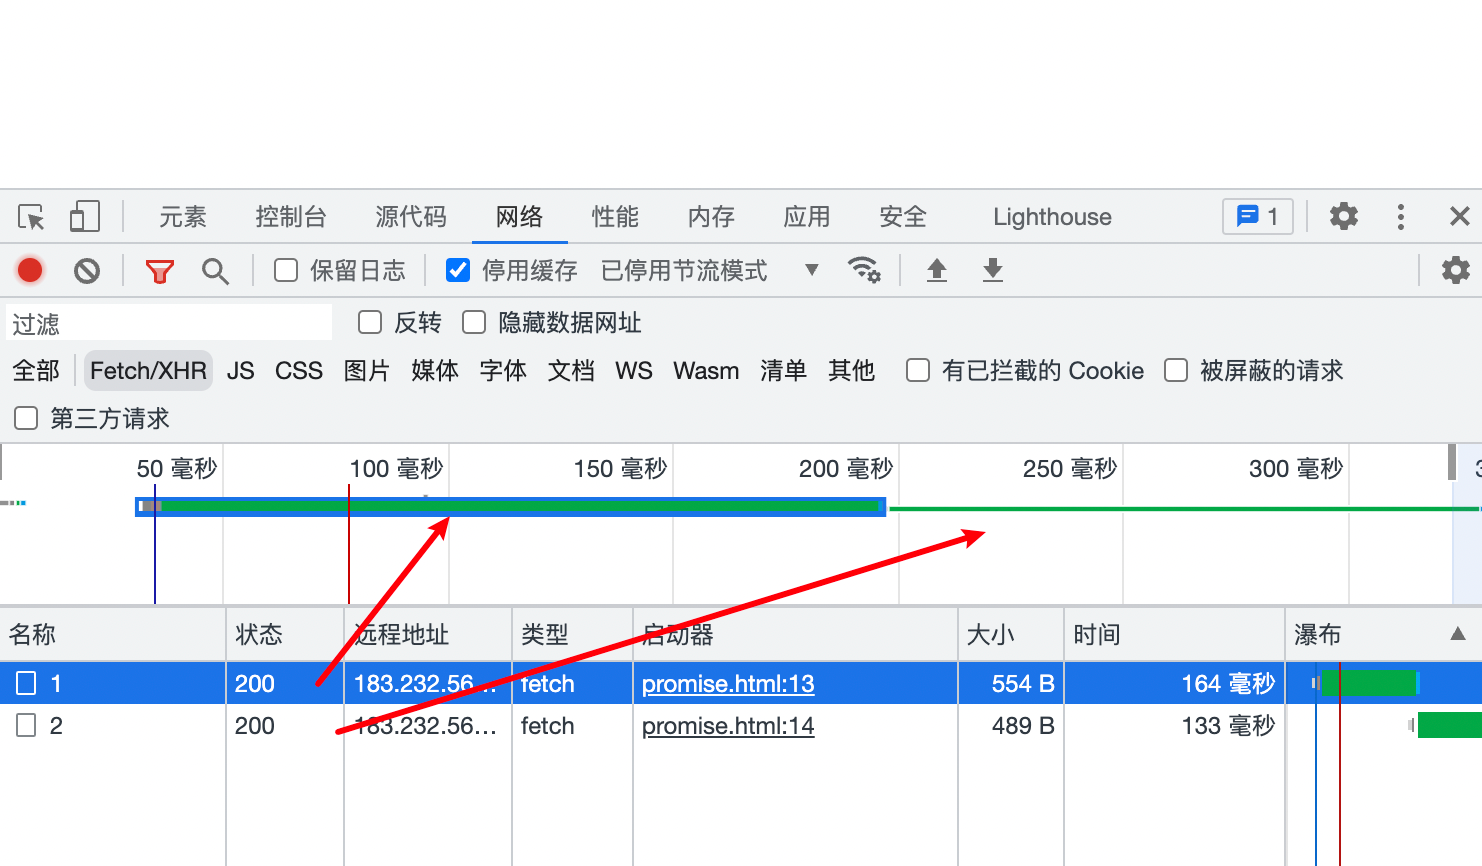 元素 控制台 源代码 网络 性能 内存 应用 安全 Lighthouse 1
保留日志 停用缓存 已停用节流模式
过滤 反转 隐藏数据网址
全部 Fetch/XHR JS CSS 图片 媒体 字体 文档 WS Wasm 清单 其他 有已拦截的 Cookie 被屏蔽的请求
第三方请求
50 毫秒 100 毫秒 150 毫秒 200 毫秒 250 毫秒 300 毫秒
名称 状态 远程地址 类型 启动器 大小 时间 瀑布
1 200 183.232.56... fetch promise.html:13 554 B 164 毫秒
2 200 183.232.56... fetch promise.html:14 489 B 133 毫秒